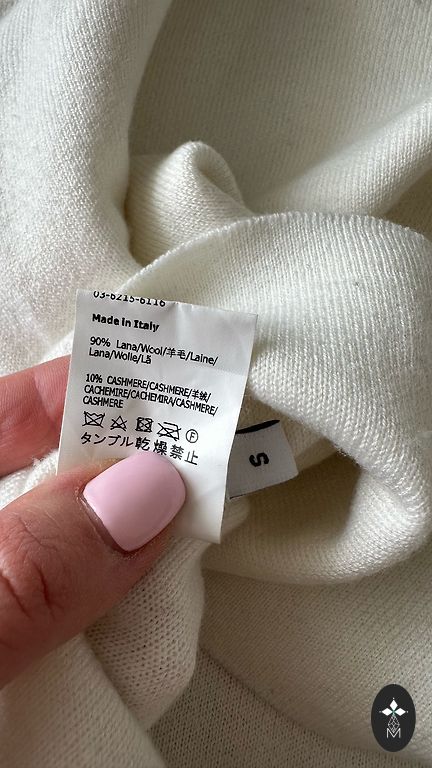 03-6215-6116
Made in Italy
90% Lana/Wool/羊毛/Laine/
Lana/Wolle/Lã
10% CASHMERE/CASHMERE/羊絨/
CACHEMIRE/CACHEMIRA/CASHMERE/
CASHMERE
F
タンブル乾燥禁止
S
M